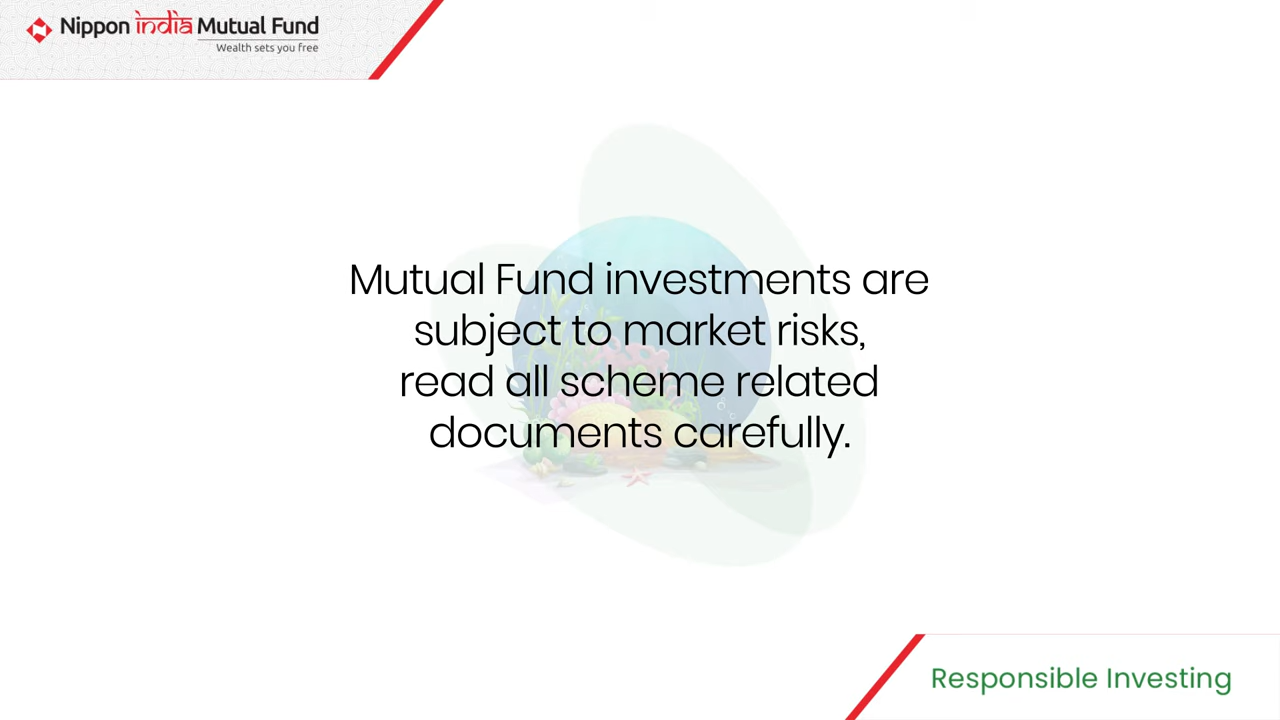 Nippon india Mutual Fund
Wealth sets you free
Mutual Fund investments are
subject to market risks,
read all scheme related
documents carefully.
Responsible Investing